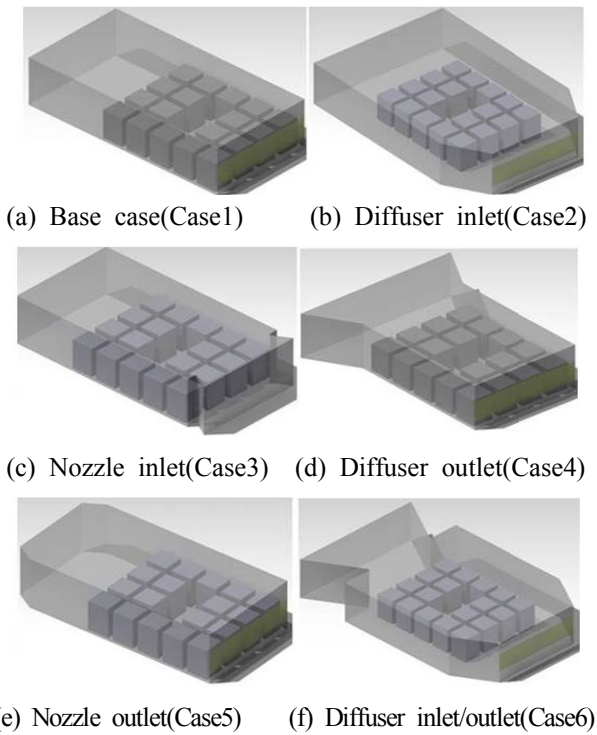 (a) Base case(Case1)
(b) Diffuser inlet(Case2)
(c) Nozzle inlet(Case3)
(d) Diffuser outlet(Case4)
(e) Nozzle outlet(Case5)
(f) Diffuser inlet/outlet(Case6)